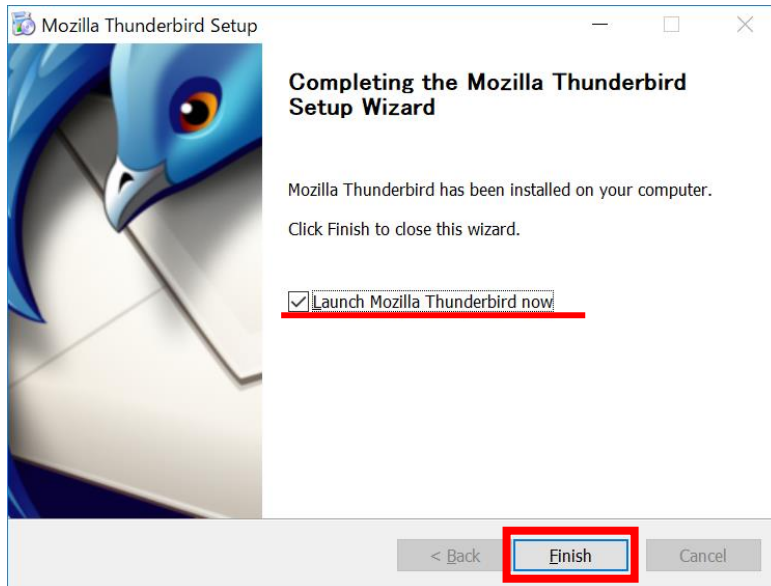 Mozilla Thunderbird Setup
Completing the Mozilla Thunderbird
Setup Wizard
Mozilla Thunderbird has been installed on your computer.
Click Finish to close this wizard.
Launch Mozilla Thunderbird now
< Back Finish Cancel